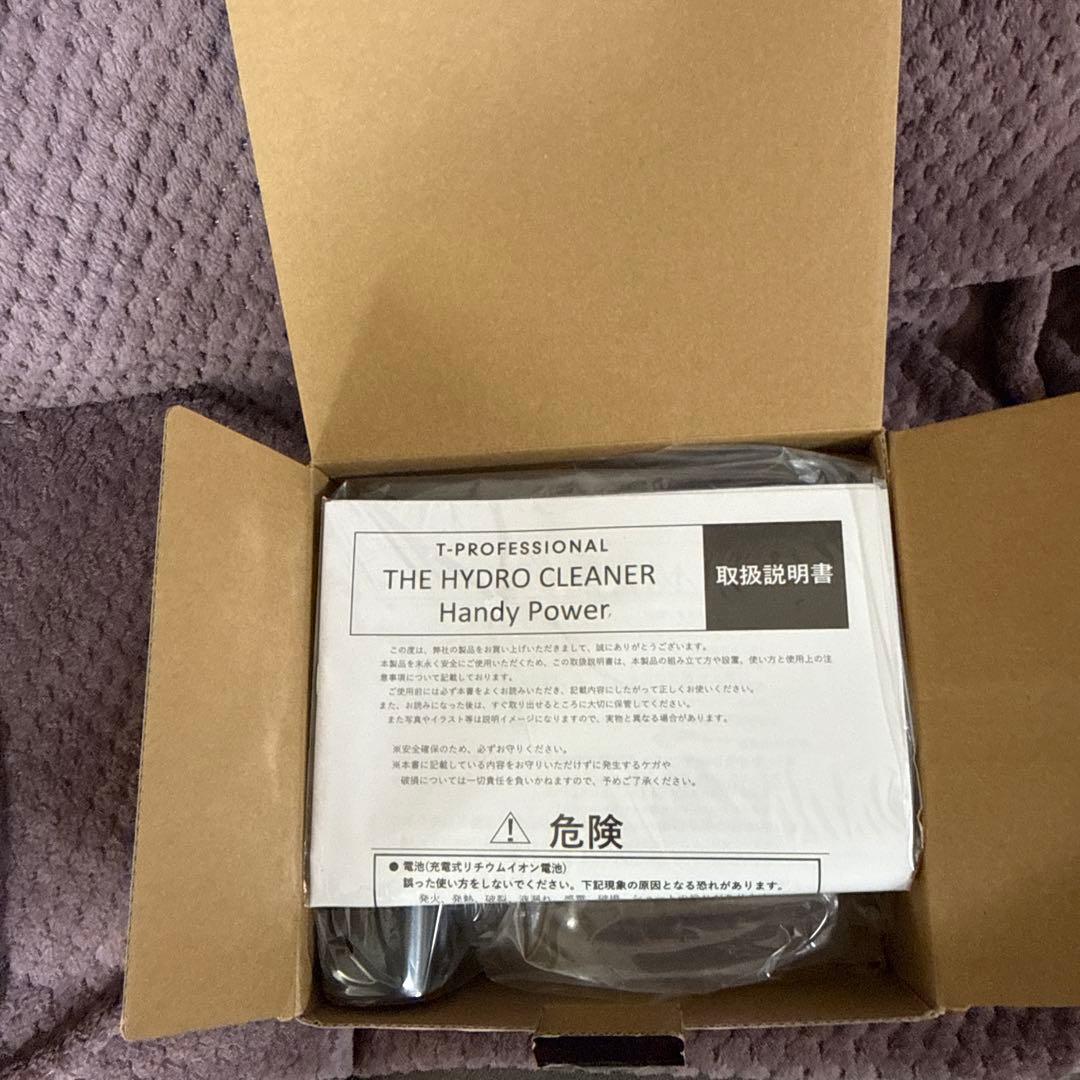 T-PROFESSIONAL
THE HYDRO CLEANER
Handy Power
取扱説明書
この度は、弊社の製品をお買い上げいただきまして、誠にありがとうございます。
本製品を末永く安全にご使用いただくため、この取扱説明書は、本製品の組み立て方や設置、使い方と使用上の注
意事項について記載しております。
ご使用前には必ず本書をよくお読みいただき、記載内容にしたがって正しくお使いください。
また、お読みになった後は、すぐ取り出せるところに大切に保管してください。
また写真やイラスト等は説明イメージになりますので、実物と異なる場合があります。
※安全確保のため、必ずお守りください。
※本書に記載している内容をお守りいただけずに発生するケガや
破損については一切責任を負いかねますので、予めご了承ください。
危険
●電池(充電式リチウムイオン電池)
誤った使い方をしないでください。下記現象の原因となる恐れがあります。
発火、発熱、破裂、液漏れ、感電、破損、